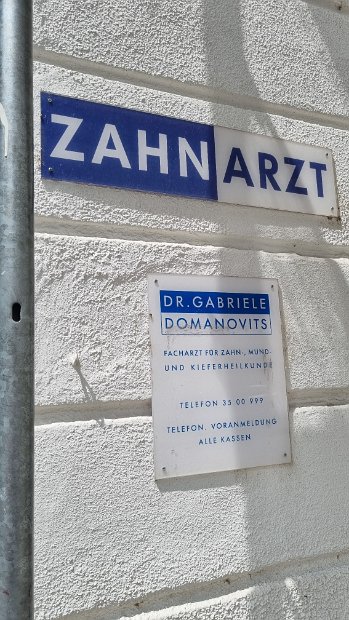 ZAHNARZT
DR. GABRIELE
DOMANOVITS
FACHARZT FÜR ZAHN-, MUND-
UND KIEFERHEILKUNDE
TELEFON 35 00 999
TELEFON. VORANMELDUNG
ALLE KASSEN